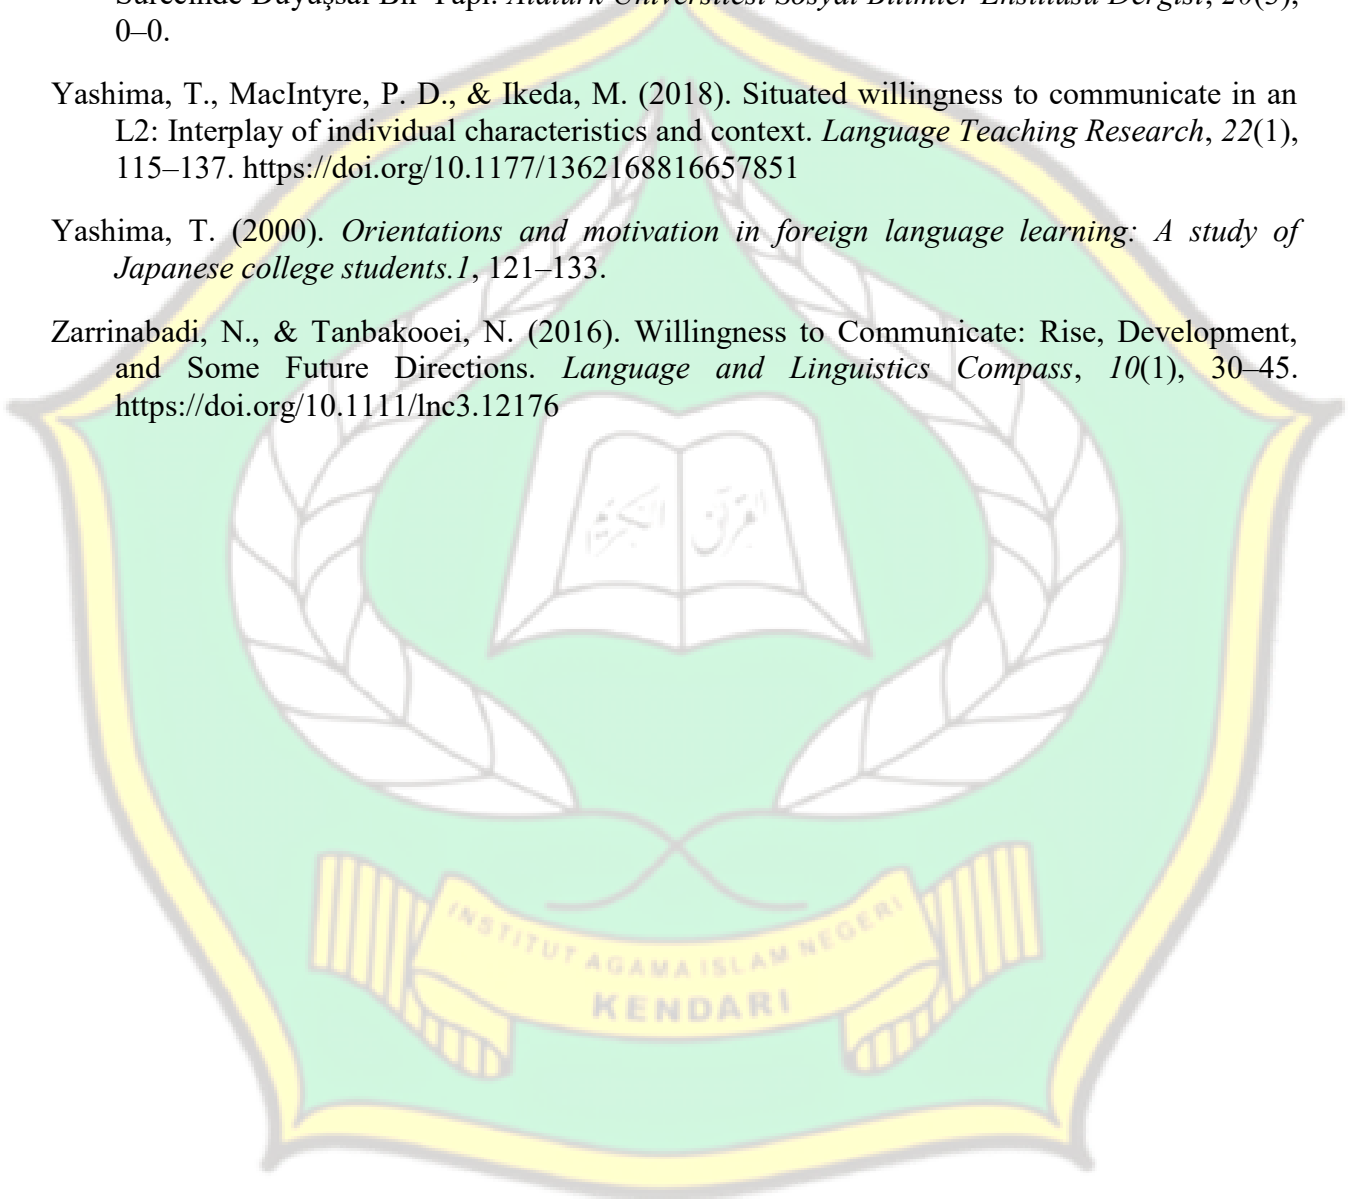 Sürecinde Duyuşsal Bir Yapı. Atatürk Üniversitesi Sosyal Bilimler Enstitüsü Dergisi, 20(3),
0–0.
Yashima, T., MacIntyre, P. D., & Ikeda, M. (2018). Situated willingness to communicate in an
L2: Interplay of individual characteristics and context. Language Teaching Research, 22(1),
115–137. https://doi.org/10.1177/1362168816657851
Yashima, T. (2000). Orientations and motivation in foreign language learning: A study of
Japanese college students.1, 121–133.
Zarrinabadi, N., & Tanbakooei, N. (2016). Willingness to Communicate: Rise, Development,
and Some Future Directions. Language and Linguistics Compass, 10(1), 30–45.
https://doi.org/10.1111/lnc3.12176
القرآن الكريم
INSTITUT AGAMA ISLAM NEGERI
KENDARI